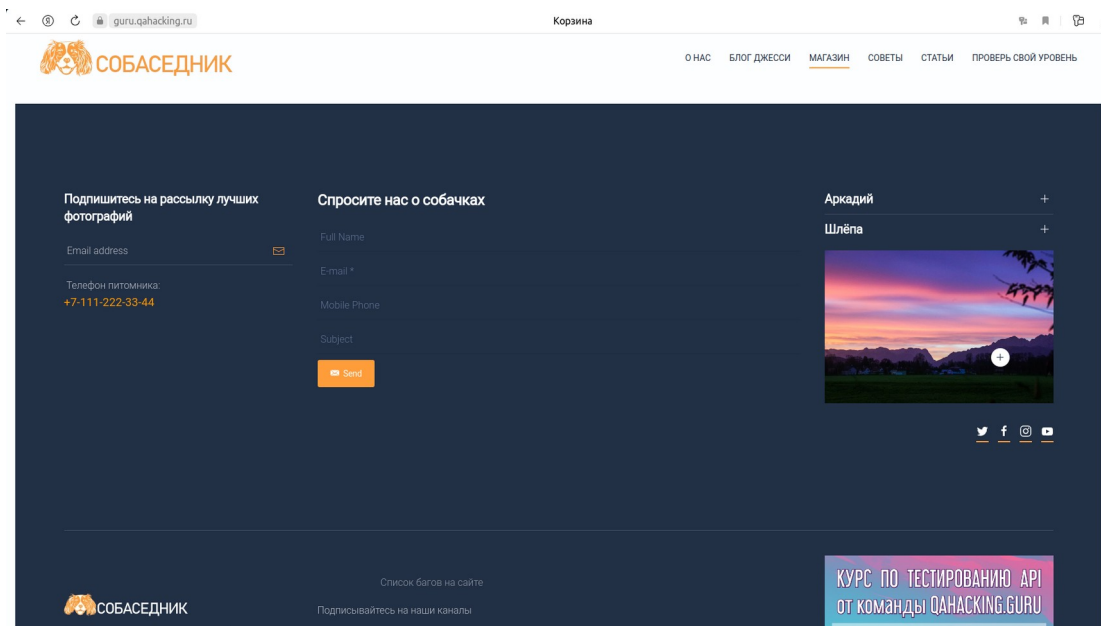 guru.qahacking.ru
Корзина
СОБАСЕДНИК
О НАС
БЛОГ ДЖЕССИ
МАГАЗИН
СОВЕТЫ
СТАТЬИ
ПРОВЕРЬ СВОЙ УРОВЕНЬ
Подпишитесь на рассылку лучших
фотографий
Email address
Телефон питомника:
+7-111-222-33-44
Спросите нас о собачках
Full Name
E-mail *
Mobile Phone
Subject
Send
Аркадий
Шлёпа
СОБАСЕДНИК
Список багов на сайте
Подписывайтесь на наши каналы
КУРС ПО ТЕСТИРОВАНИЮ API
от команды QAHACKING.GURU